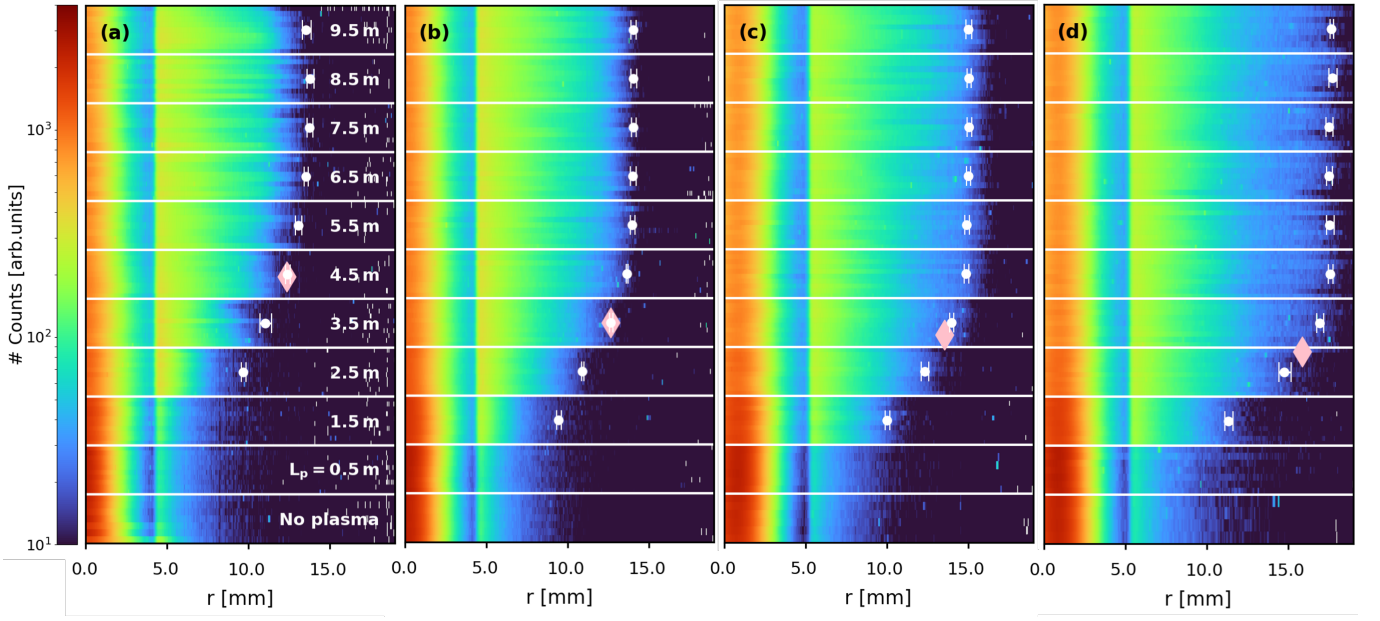 (a)
9.5 m
8.5 m
7.5 m
6.5 m
5.5 m
4.5 m
3.5 m
2.5 m
1.5 m
Lₚ = 0.5 m
No plasma
(b)
(c)
(d)
# Counts [arb.units]
10³
10²
10¹
0.0 5.0 10.0 15.0
r [mm]
0.0 5.0 10.0 15.0
r [mm]
0.0 5.0 10.0 15.0
r [mm]
0.0 5.0 10.0 15.0
r [mm]